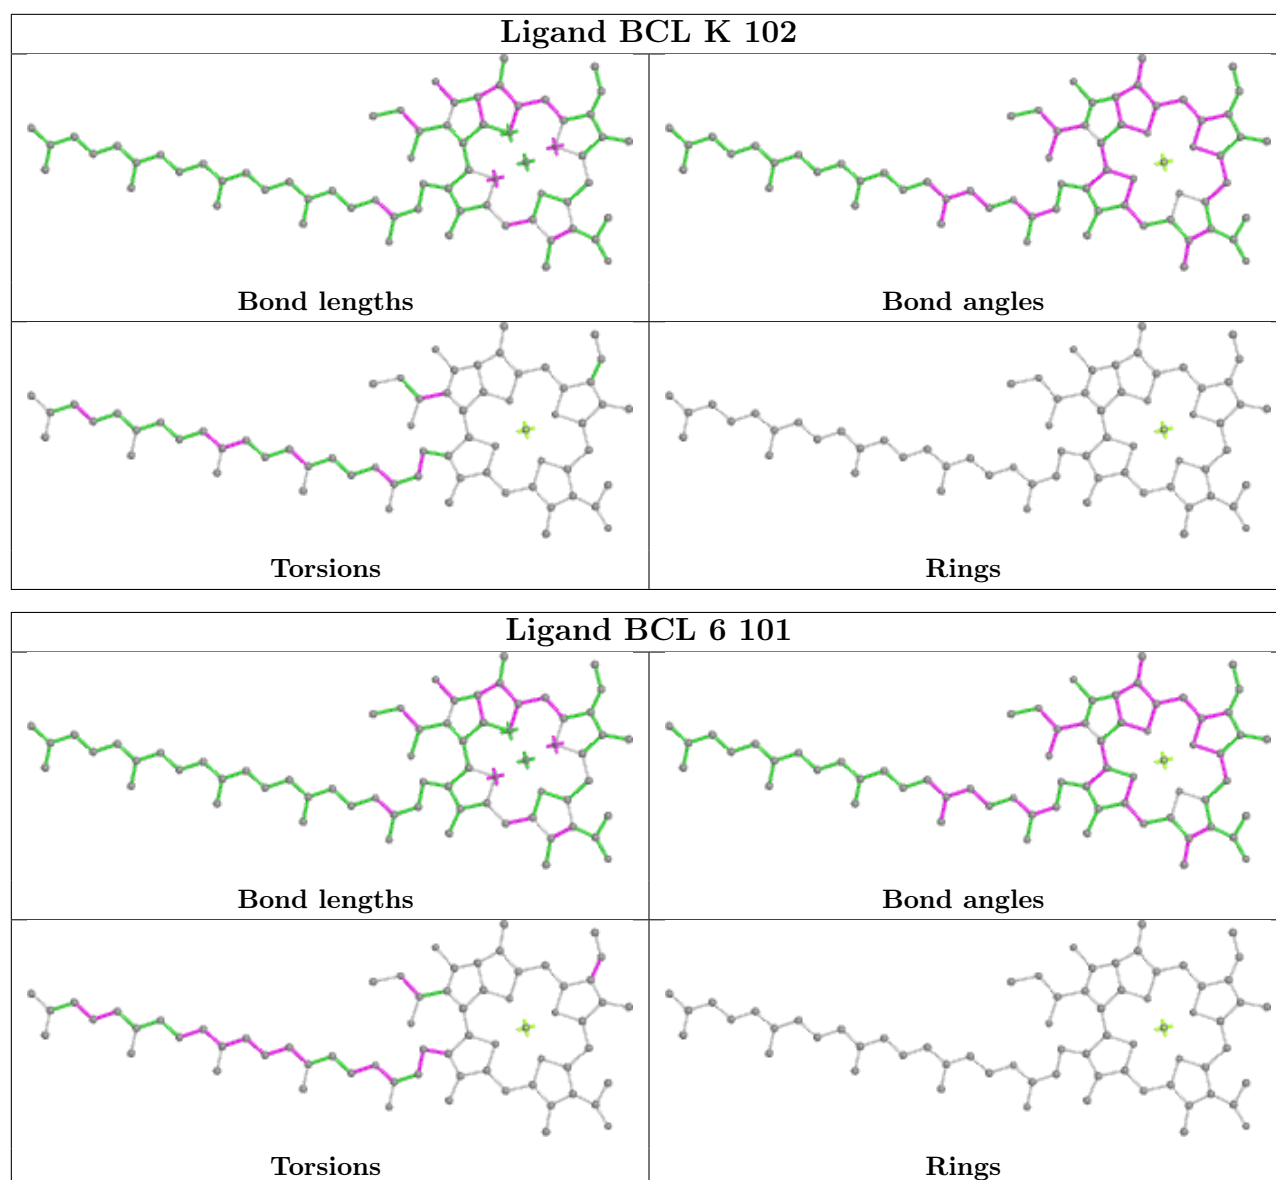 Ligand BCL K 102
Bond lengths
Bond angles
Torsions
Rings
Ligand BCL 6 101
Bond lengths
Bond angles
Torsions
Rings